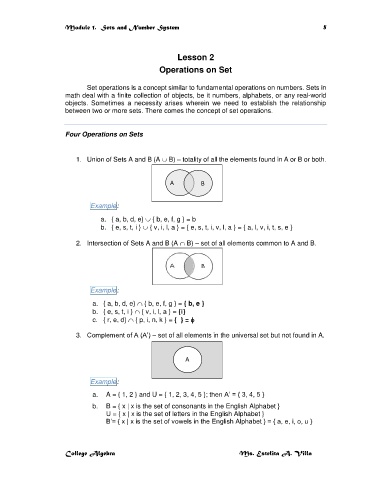 Module 1. Sets and Number System 5
Lesson 2
Operations on Set
Set operations is a concept similar to fundamental operations on numbers. Sets in
math deal with a finite collection of objects, be it numbers, alphabets, or any real-world
objects. Sometimes a necessity arises wherein we need to establish the relationship
between two or more sets. There comes the concept of set operations.
Four Operations on Sets
1. Union of Sets A and B (A ∪ B) – totality of all the elements found in A or B or both.
A B
Example:
a. { a, b, d, e} ∪ { b, e, f, g } = b
b. { e, s, t, i } ∪ { v, i, l, a } = { e, s, t, i, v, l, a } = { a, l, v, i, t, s, e }
2. Intersection of Sets A and B (A ∩ B) – set of all elements common to A and B.
A B
Example:
a. { a, b, d, e} ∩ { b, e, f, g } = { b, e }
b. { e, s, t, i } ∩ { v, i, l, a } = {i}
c. { r, e, d} ∩ { p, i, n, k } = { } = ϕ
3. Complement of A (A') – set of all elements in the universal set but not found in A.
A
Example:
a. A = { 1, 2 } and U = { 1, 2, 3, 4, 5 }; then A' = { 3, 4, 5 }
b. B = { x | x is the set of consonants in the English Alphabet }
U = { x | x is the set of letters in the English Alphabet }
B'= { x | x is the set of vowels in the English Alphabet } = { a, e, i, o, u }
College Algebra Ms. Estelita A. Villa